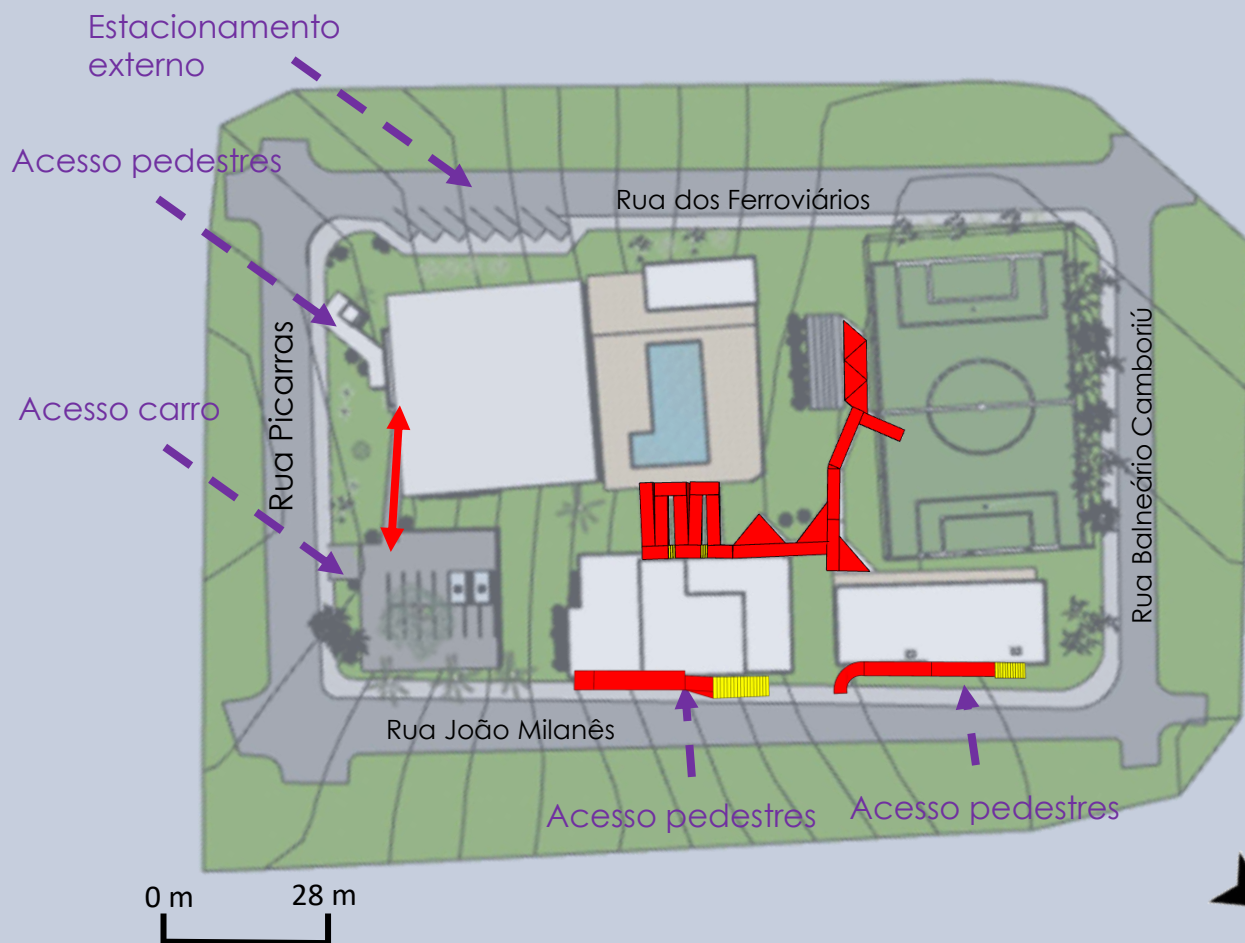 Estacionamento
externo
Acesso pedestres
Rua dos Ferroviários
Rua Picarras
Rua Balneário Camboriú
Acesso carro
Rua João Milanês
Acesso pedestres
Acesso pedestres
0 m
28 m